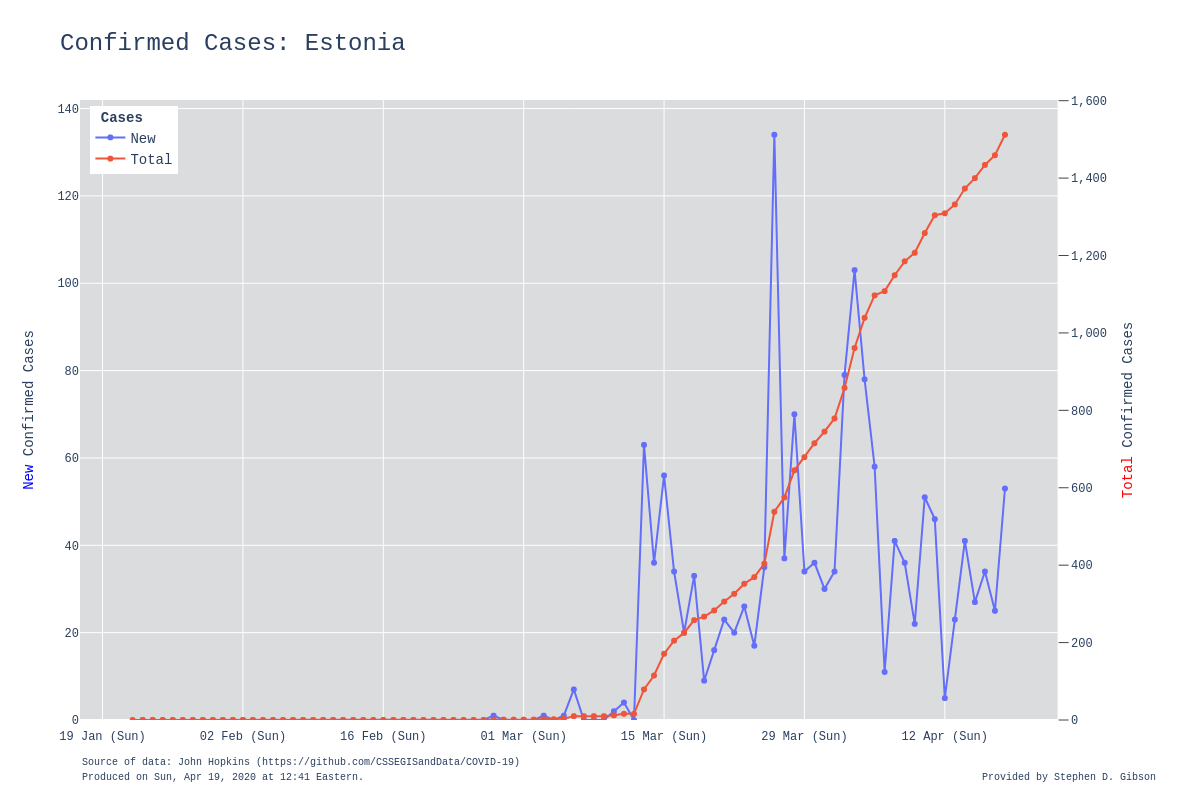 Confirmed Cases: Estonia
Cases
New
Total
140
120
100
80
60
40
20
0
1,600
1,400
1,200
1,000
800
600
400
200
0
New Confirmed Cases
Total Confirmed Cases
19 Jan (Sun)
02 Feb (Sun)
16 Feb (Sun)
01 Mar (Sun)
15 Mar (Sun)
29 Mar (Sun)
12 Apr (Sun)
Source of data: John Hopkins (https://github.com/CSSEGISandData/COVID-19)
Produced on Sun, Apr 19, 2020 at 12:41 Eastern.
Provided by Stephen D. Gibson